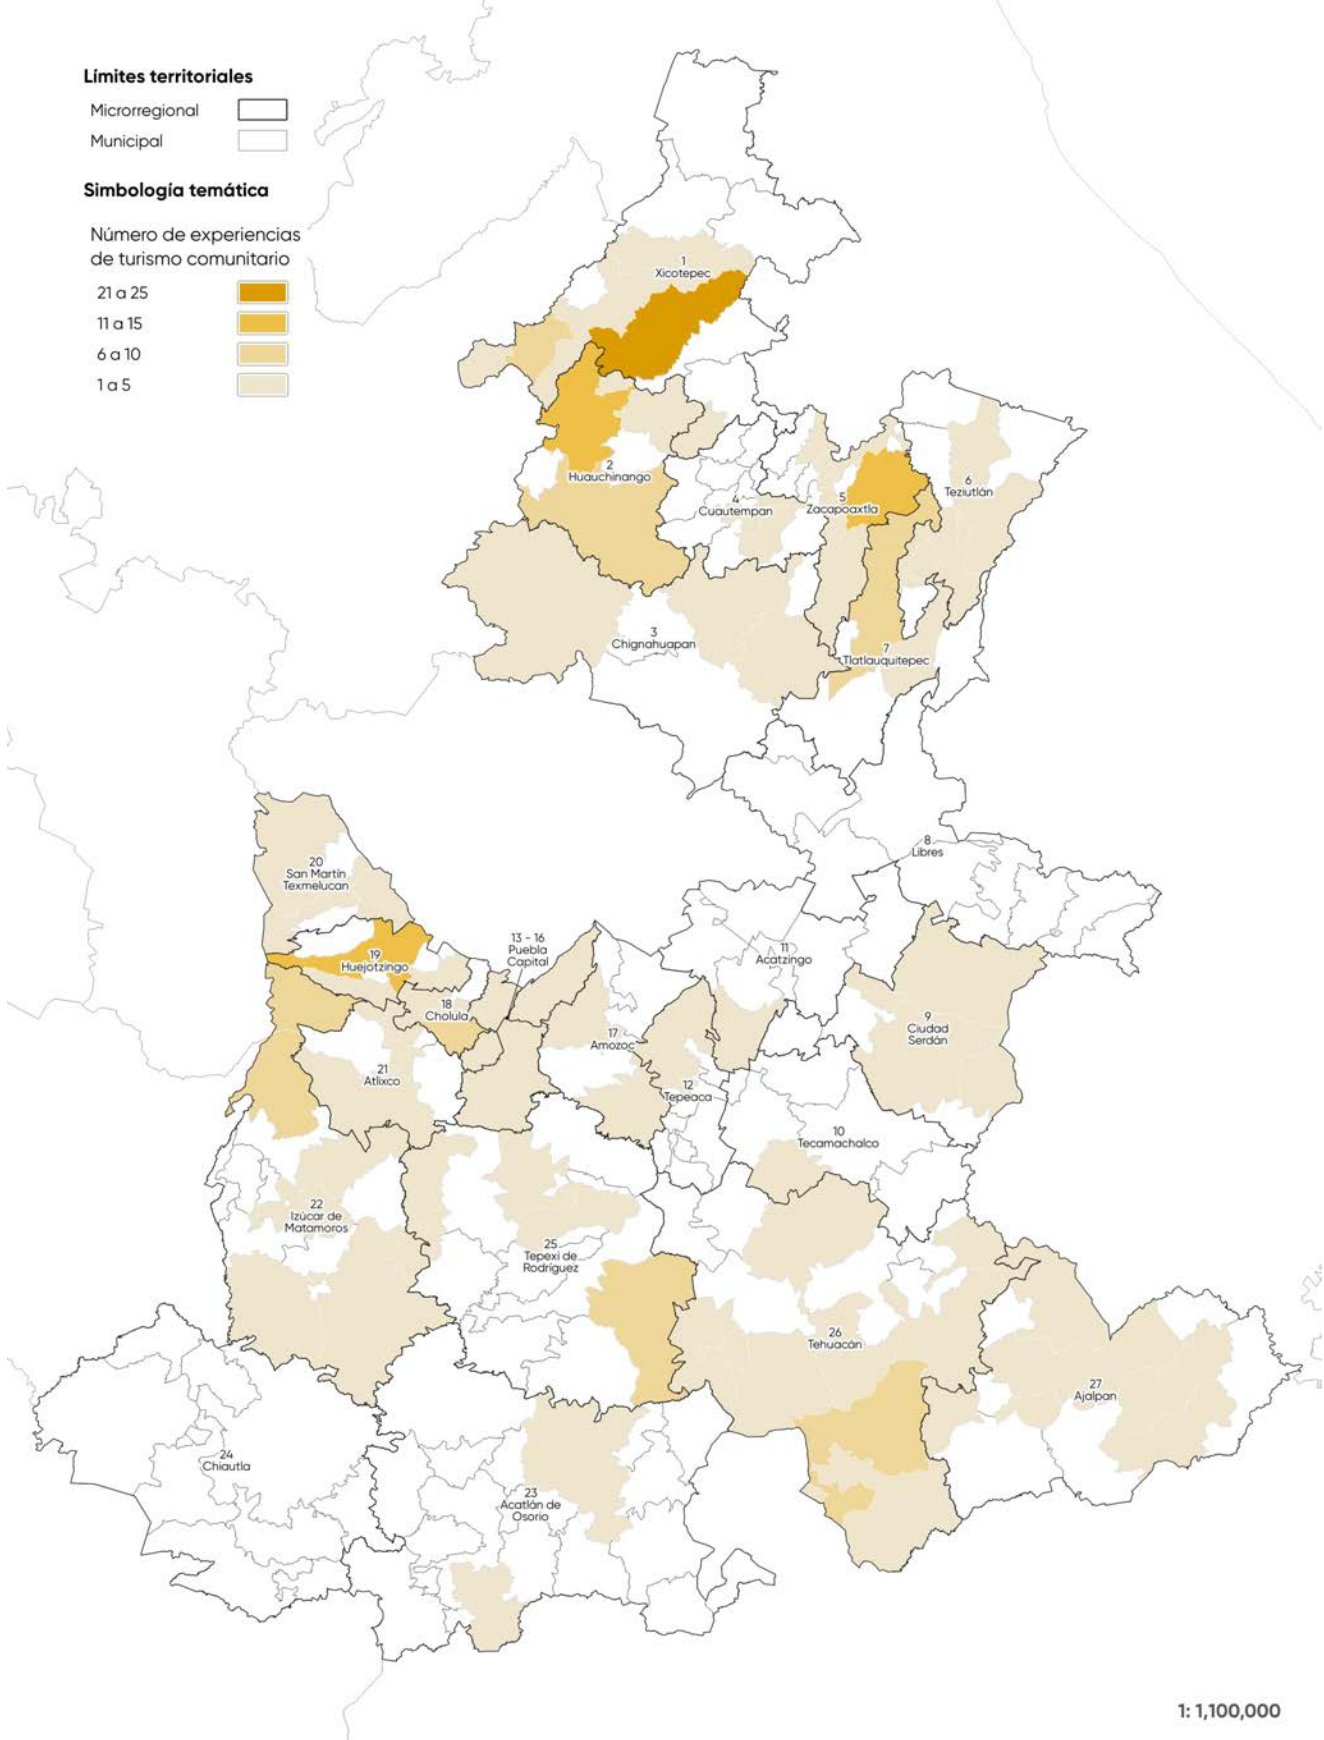 Límites territoriales
Microrregional
Municipal
Simbología temática
Número de experiencias
de turismo comunitario
21 a 25
11 a 15
6 a 10
1 a 5
1
Xicotepec
2
Huauchinango
6
Teziutlán
4
Cuautempan
5
Zacapoaxtla
3
Chignahuapan
7
Tlatlauquitepec
8
Libres
20
San Martín
Texmelucan
13 - 16
Puebla
Capital
11
Acatzingo
19
Huejotzingo
18
Cholula
9
Ciudad
Serdán
17
Amozoc
21
Atlixco
12
Tepeaca
10
Tecamachalco
22
Izúcar de
Matamoros
25
Tepexi de
Rodríguez
26
Tehuacán
27
Ajalpan
24
Chiautla
23
Acatlán de
Osorio
1: 1,100,000